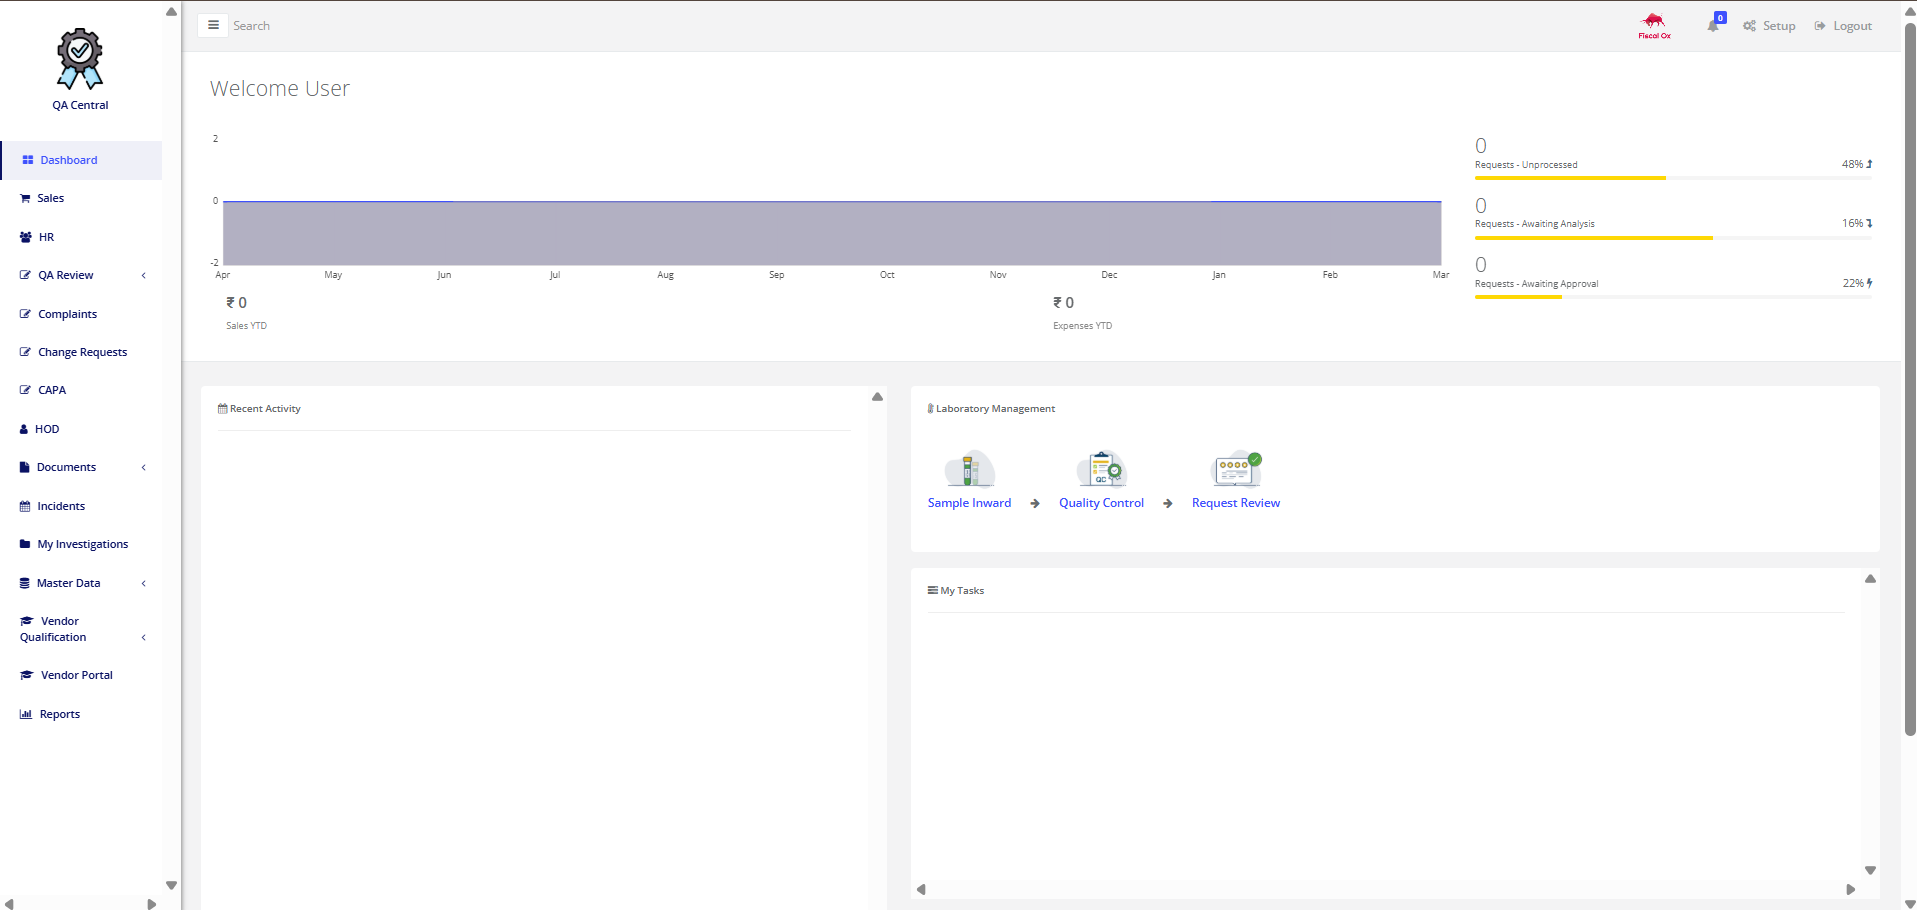 QA Central
Dashboard
Sales
HR
QA Review
Complaints
Change Requests
CAPA
HOD
Documents
Incidents
My Investigations
Master Data
Vendor
Qualification
Vendor Portal
Reports
Search
Fiscal Ox
0
Setup
Logout
Welcome User
2
0
-2
Apr May Jun Jul Aug Sep Oct Nov Dec Jan Feb Mar
₹ 0
Sales YTD
₹ 0
Expenses YTD
0
Requests - Unprocessed 48%
0
Requests - Awaiting Analysis 16%
0
Requests - Awaiting Approval 22%
Recent Activity
Laboratory Management
QC
Sample Inward Quality Control Request Review
My Tasks